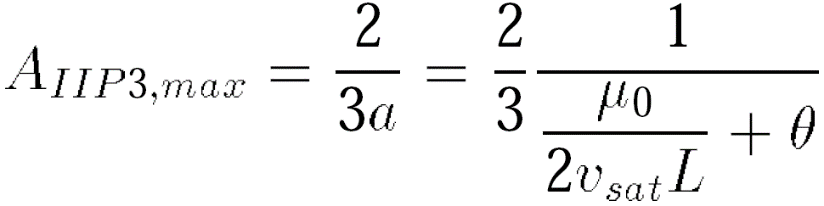 A_{IIP3,max} = \frac{2}{3a} = \frac{2}{3} \frac{1}{\frac{\mu_0}{2v_{sat}L} + \theta}